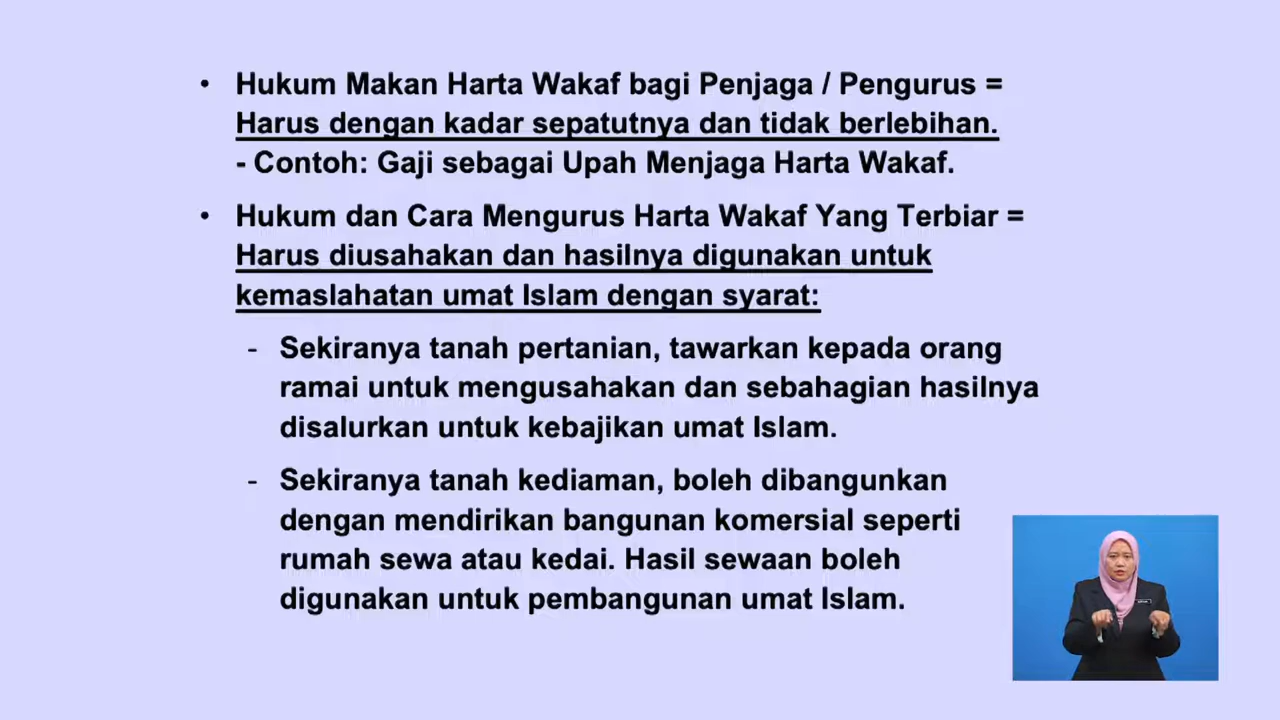 • Hukum Makan Harta Wakaf bagi Penjaga / Pengurus =
Harus dengan kadar sepatutnya dan tidak berlebihan.
- Contoh: Gaji sebagai Upah Menjaga Harta Wakaf.
• Hukum dan Cara Mengurus Harta Wakaf Yang Terbiar =
Harus diusahakan dan hasilnya digunakan untuk
kemaslahatan umat Islam dengan syarat:
- Sekiranya tanah pertanian, tawarkan kepada orang
ramai untuk mengusahakan dan sebahagian hasilnya
disalurkan untuk kebajikan umat Islam.
- Sekiranya tanah kediaman, boleh dibangunkan
dengan mendirikan bangunan komersial seperti
rumah sewa atau kedai. Hasil sewaan boleh
digunakan untuk pembangunan umat Islam.